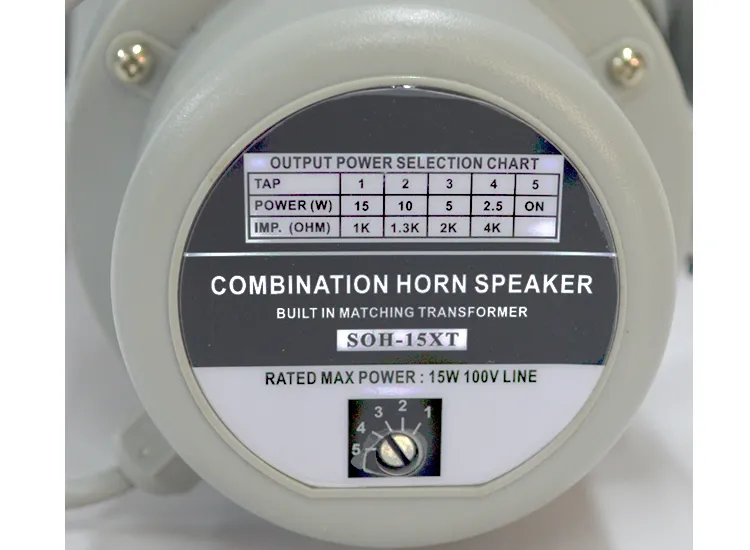 OUTPUT POWER SELECTION CHART
TAP 1 2 3 4 5
POWER (W) 15 10 5 2.5 ON
IMP. (OHM) 1K 1.3K 2K 4K
COMBINATION HORN SPEAKER
BUILT IN MATCHING TRANSFORMER
SOH-15XT
RATED MAX POWER : 15W 100V LINE
5 4 3 2 1